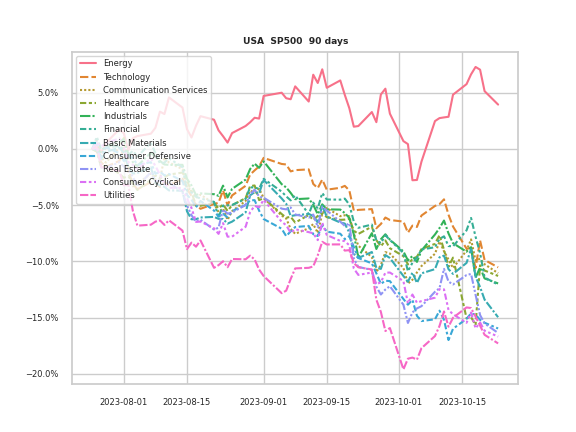 USA SP500 90 days
Energy
Technology
Communication Services
Healthcare
Industrials
Financial
Basic Materials
Consumer Defensive
Real Estate
Consumer Cyclical
Utilities
5.0%
0.0%
−5.0%
−10.0%
−15.0%
−20.0%
2023-08-01 2023-08-15 2023-09-01 2023-09-15 2023-10-01 2023-10-15